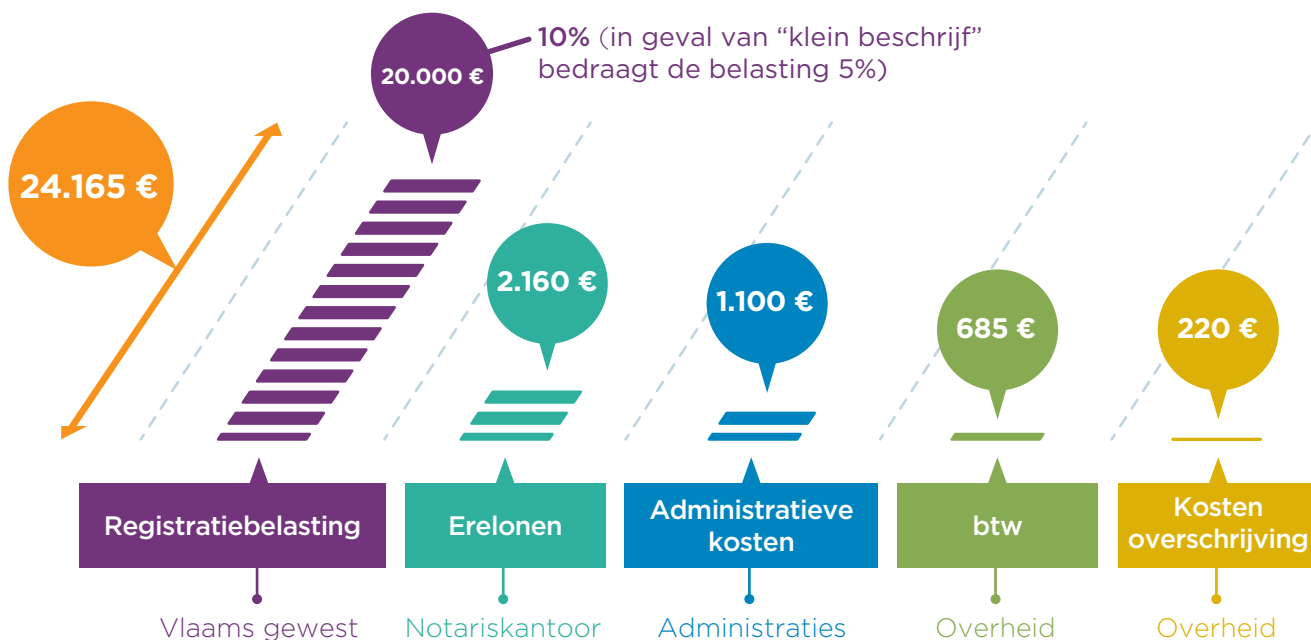 10% (in geval van “klein beschrijf”
bedraagt de belasting 5%)
20.000 €
24.165 €
2.160 €
1.100 €
685 €
220 €
Registratiebelasting
Erelonen
Administratieve
kosten
btw
Kosten
overschrijving
Vlaams gewest
Notariskantoor
Administraties
Overheid
Overheid